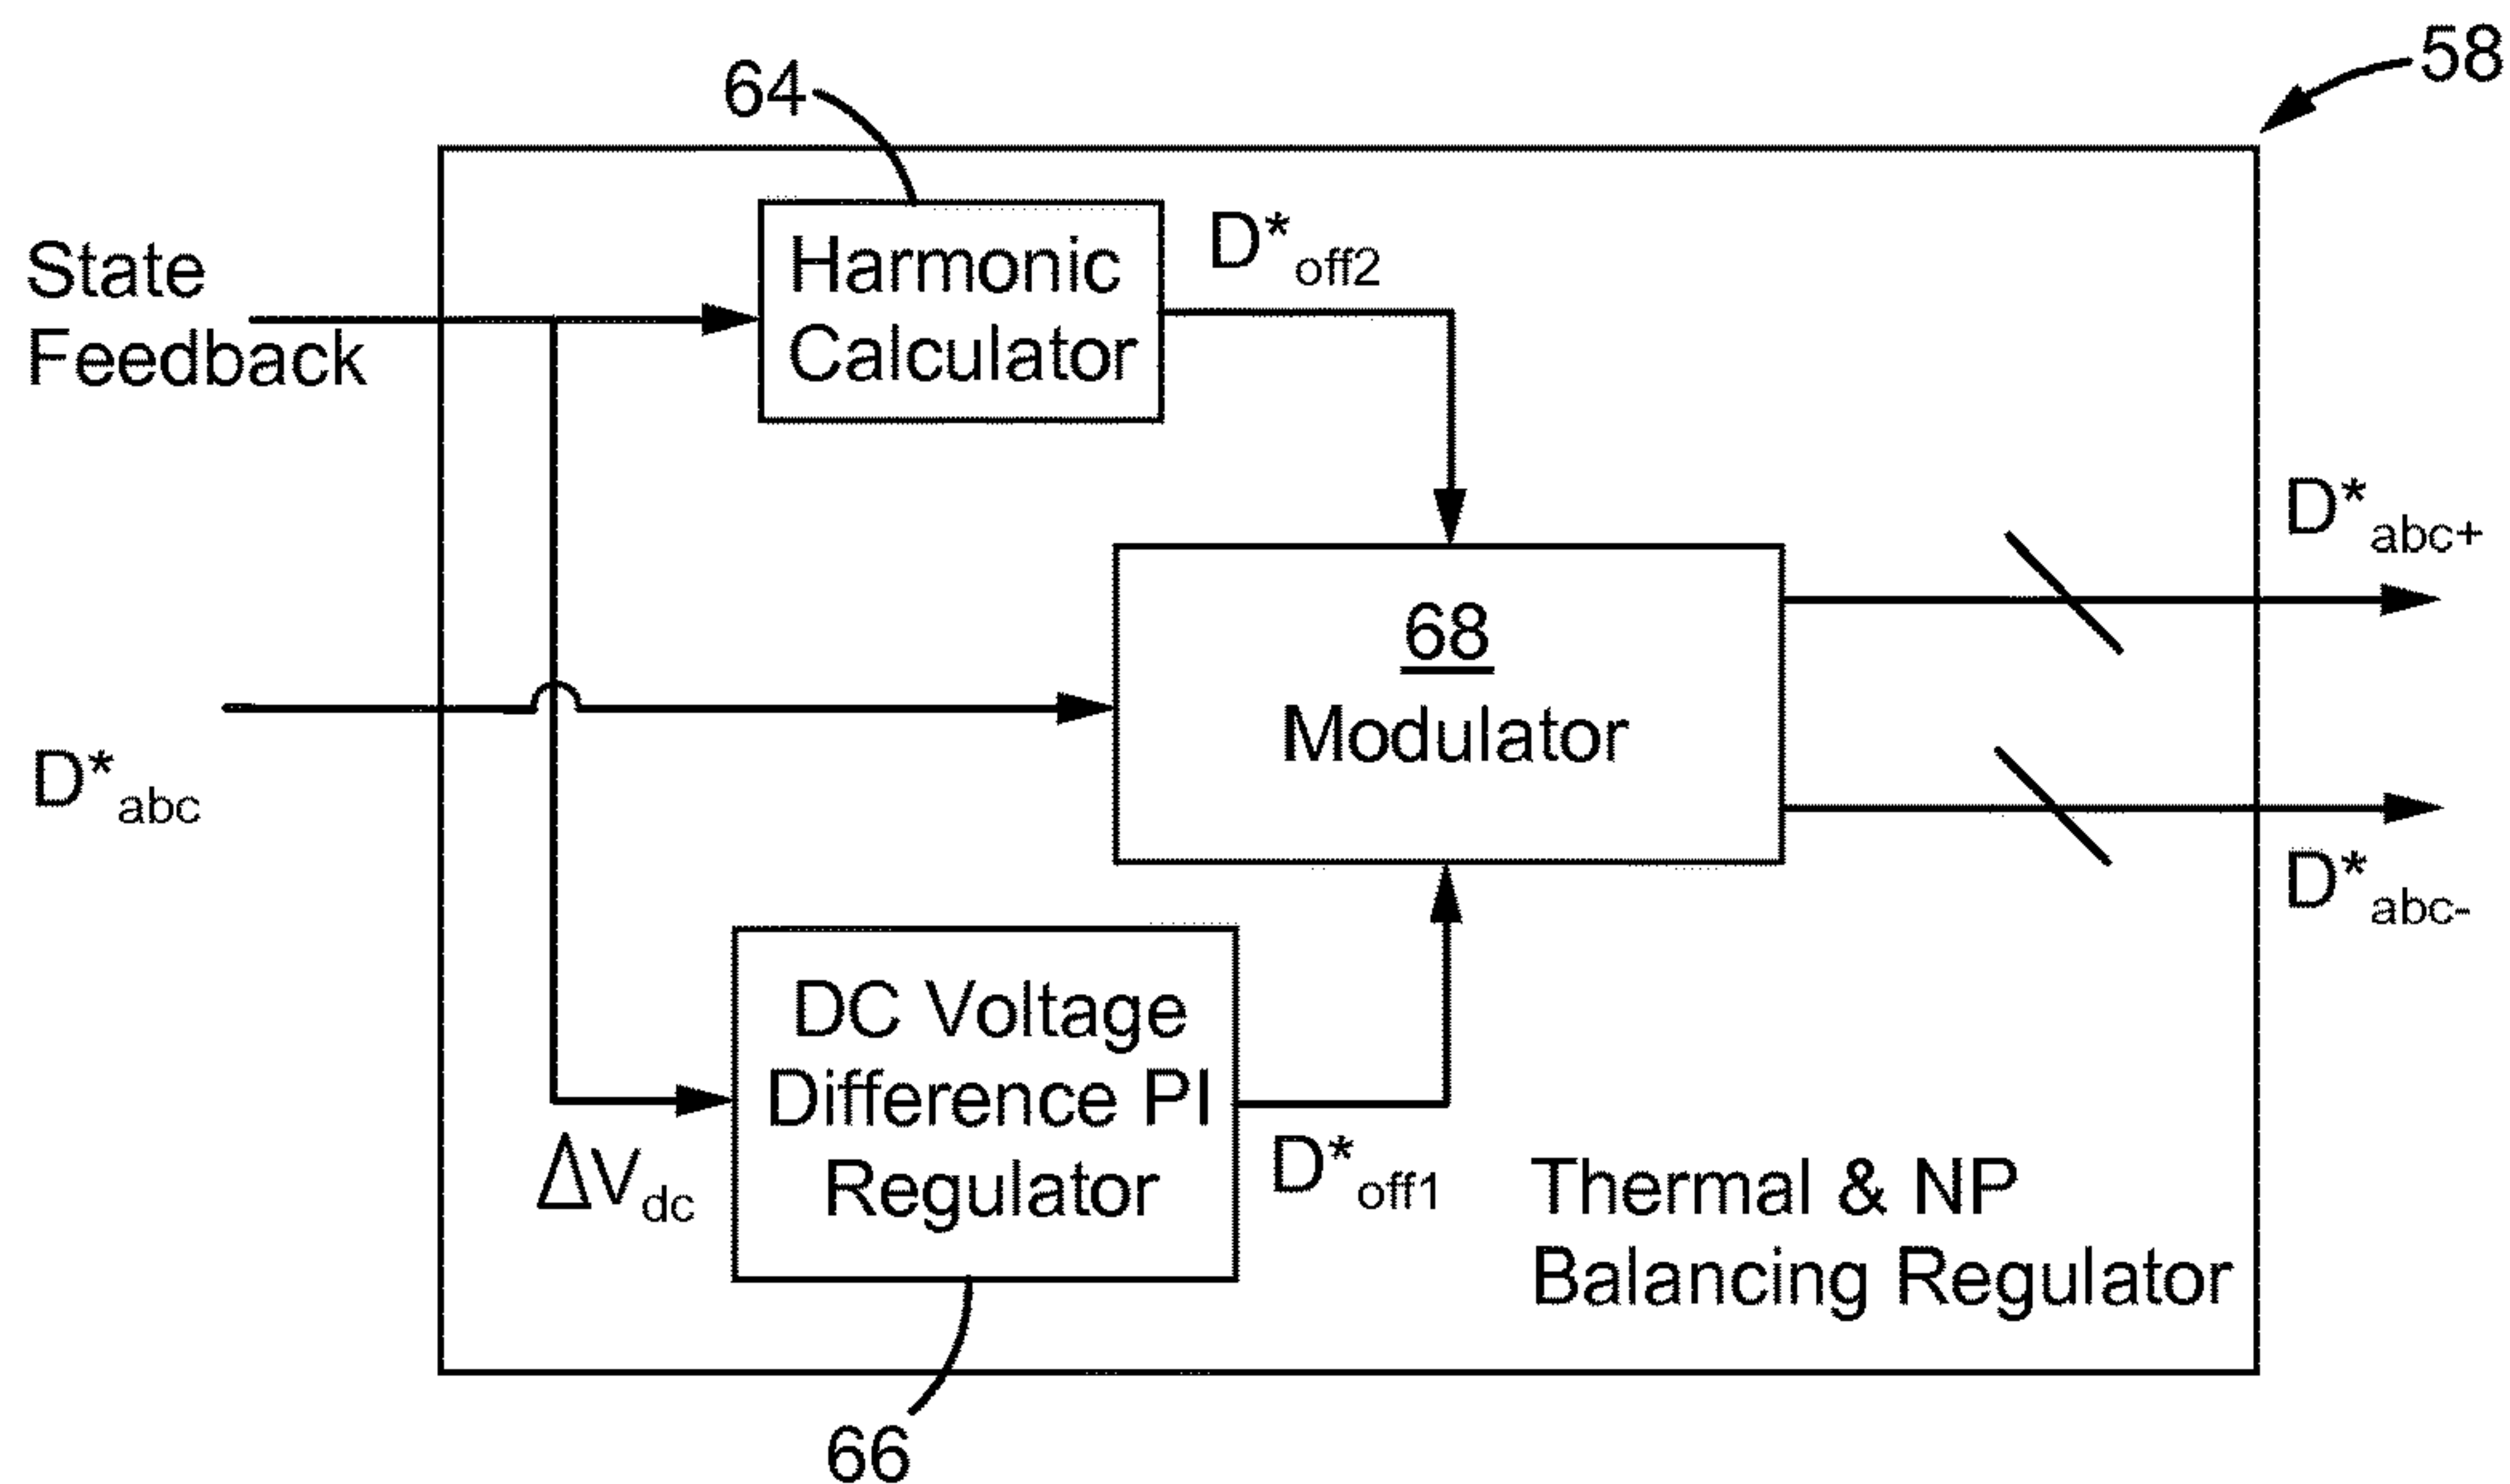 58
64
State
Feedback
Harmonic
Calculator
D*off2
D*abc+
68
Modulator
D*abc
D*abc-
DC Voltage
Difference PI
Regulator
ΔVdc
D*off1
Thermal & NP
Balancing Regulator
66